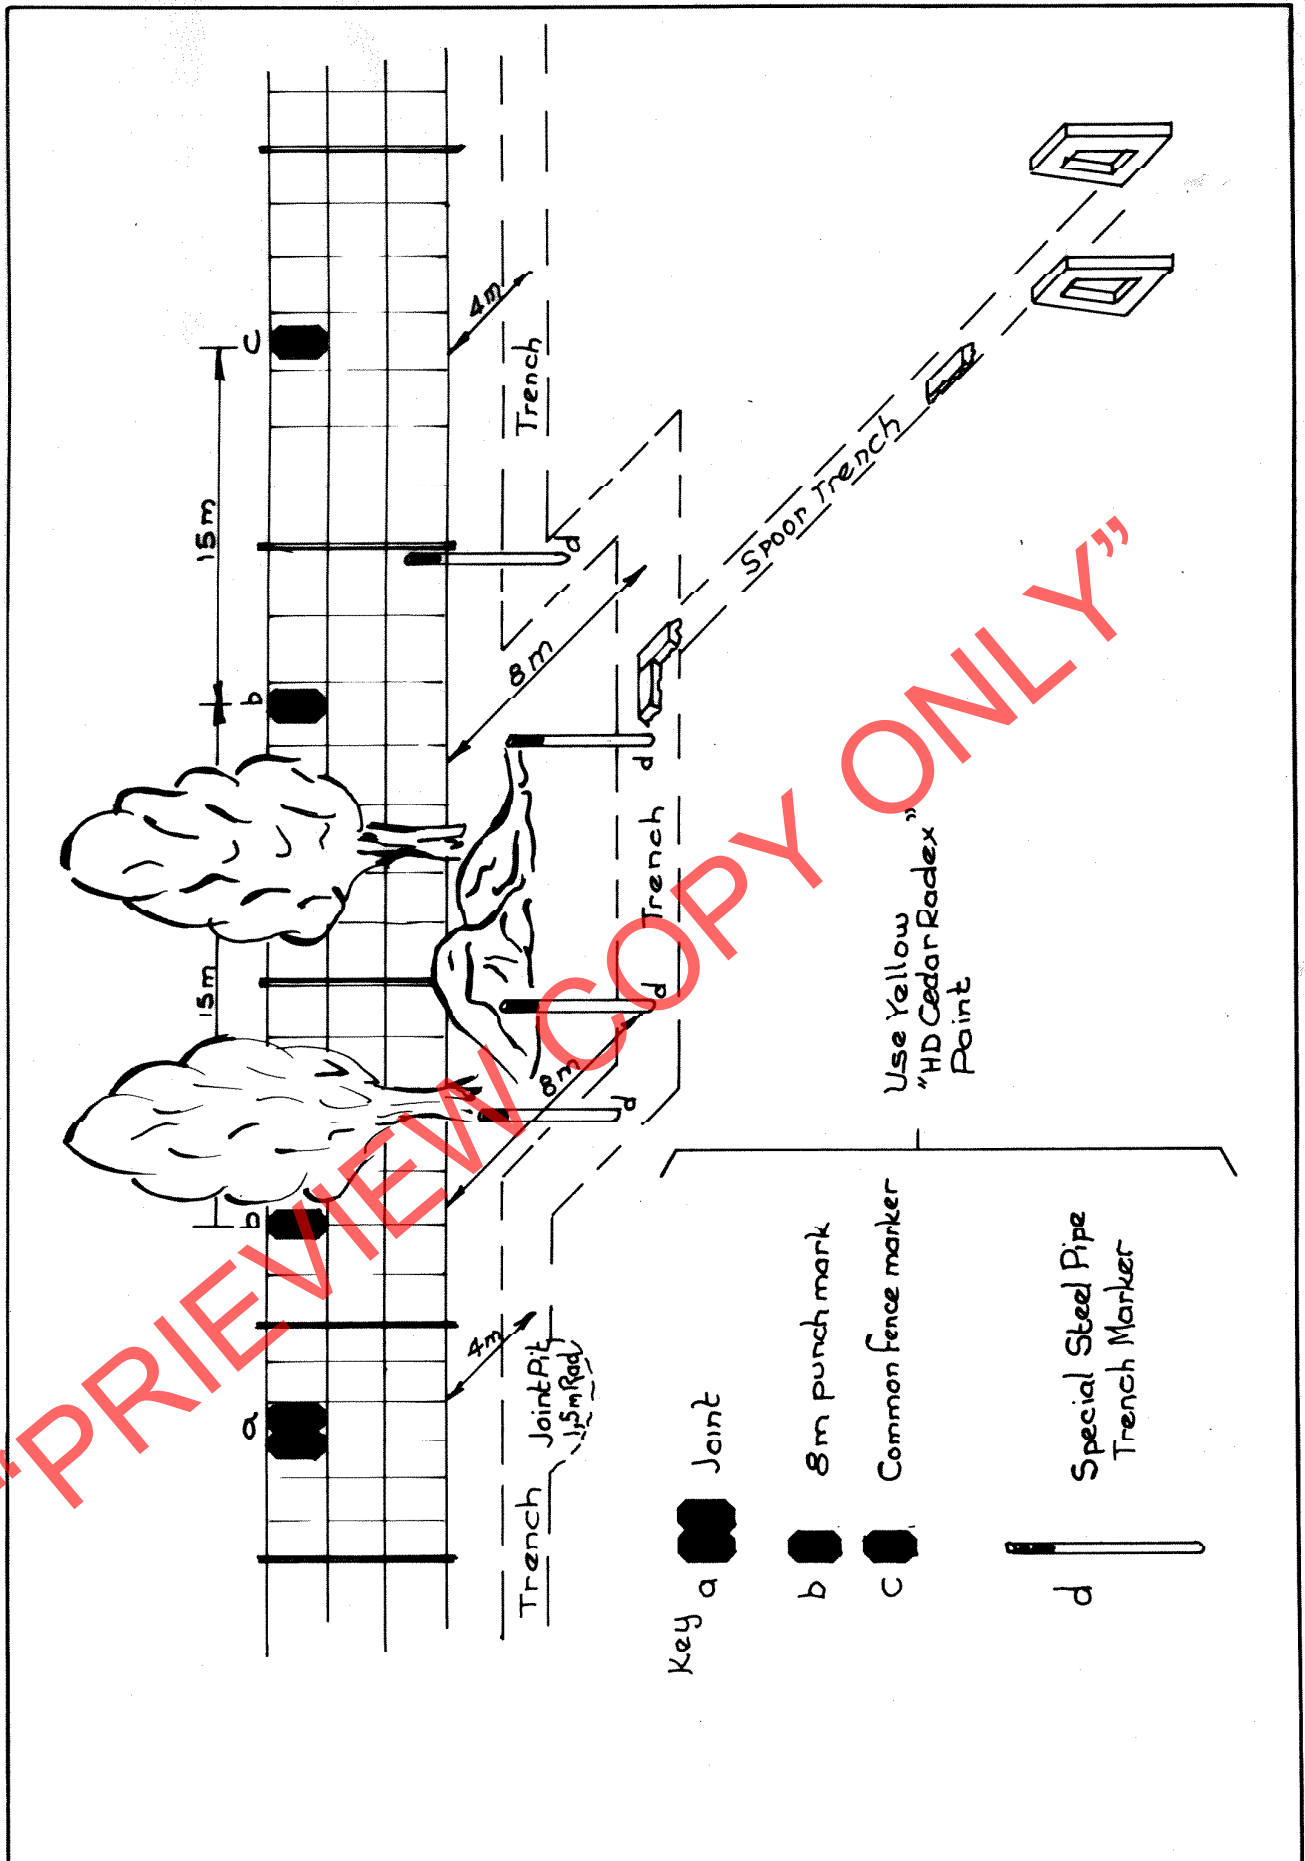 15m
15m
a
b
b
c
4m
8m
8m
4m
d
d
d
d
Trench
Joint Pit
1,5m Rad
Trench
Trench
Spoor Trench
Key
a Joint
b 8m punch mark
c Common fence marker
d Special Steel Pipe
Trench Marker
Use Yellow
"HD Cedar Radex"
Paint
"PRIEVIEW COPY ONLY"